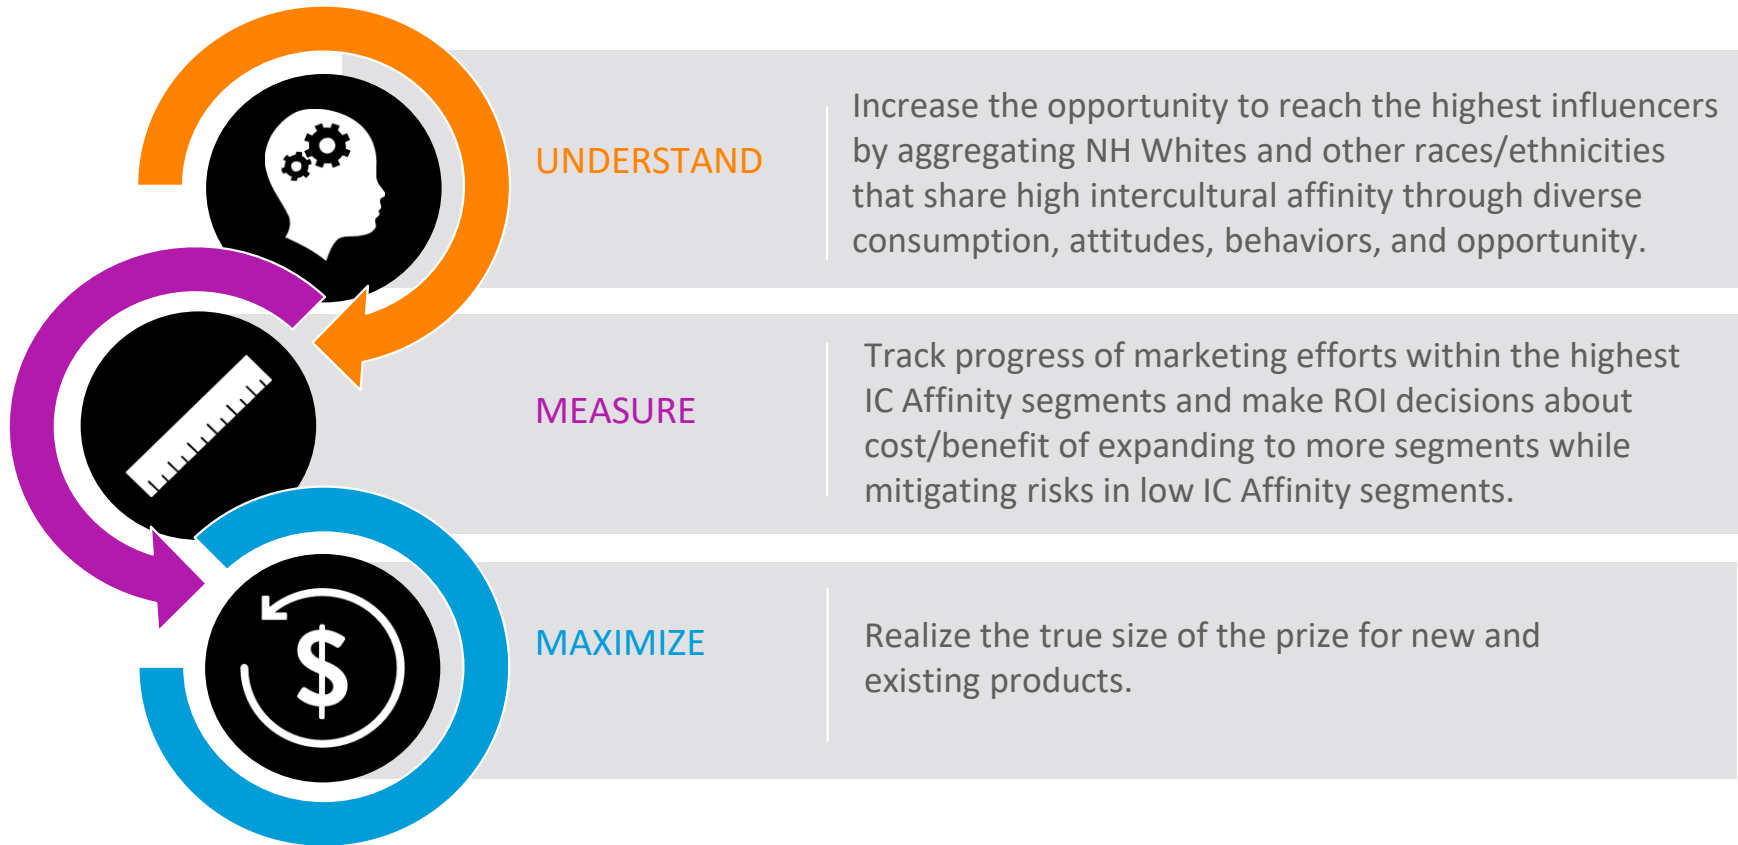 UNDERSTAND
Increase the opportunity to reach the highest influencers
by aggregating NH Whites and other races/ethnicities
that share high intercultural affinity through diverse
consumption, attitudes, behaviors, and opportunity.
MEASURE
Track progress of marketing efforts within the highest
IC Affinity segments and make ROI decisions about
cost/benefit of expanding to more segments while
mitigating risks in low IC Affinity segments.
$
MAXIMIZE
Realize the true size of the prize for new and
existing products.